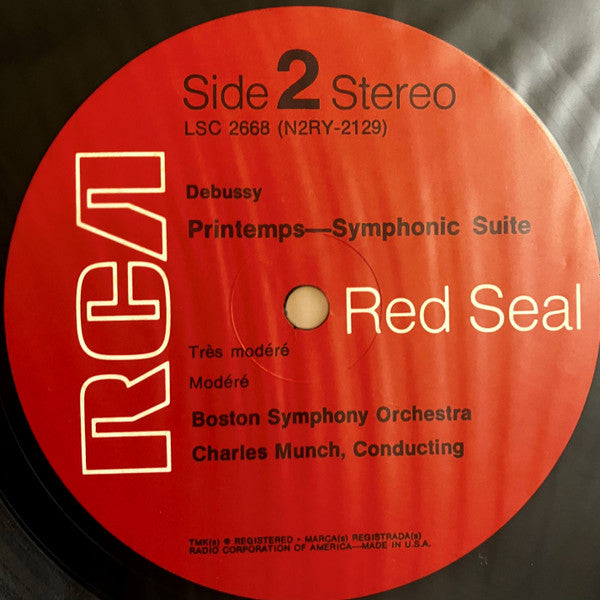 Side 2 Stereo
LSC 2668 (N2RY-2129)
Debussy
Printemps—Symphonic Suite
RCA
Red Seal
Très modéré
Modéré
Boston Symphony Orchestra
Charles Munch, Conducting
TMK(s) ® REGISTERED • MARCA(s) REGISTRADA(s)
RADIO CORPORATION OF AMERICA—MADE IN U.S.A.